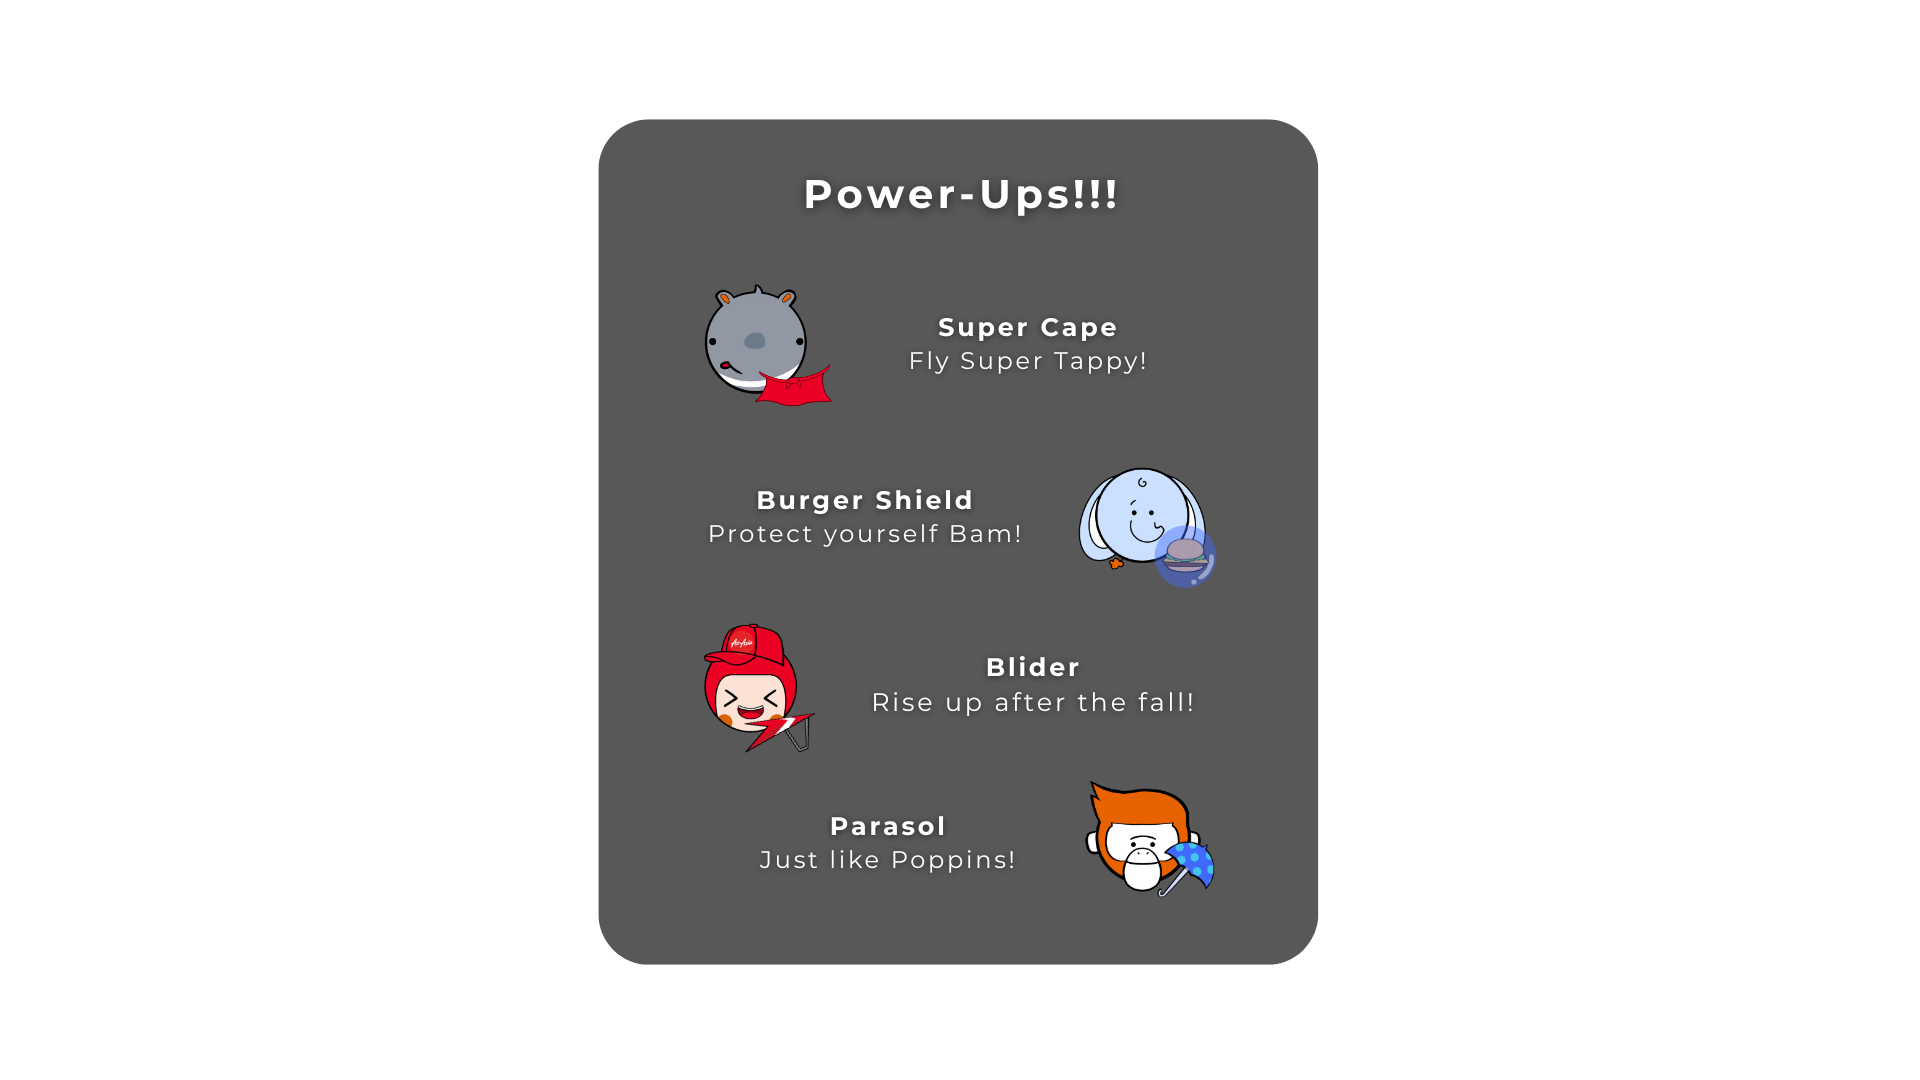 Power-Ups!!!
Super Cape
Fly Super Tappy!
Burger Shield
Protect yourself Bam!
AirAsia
Blider
Rise up after the fall!
Parasol
Just like Poppins!